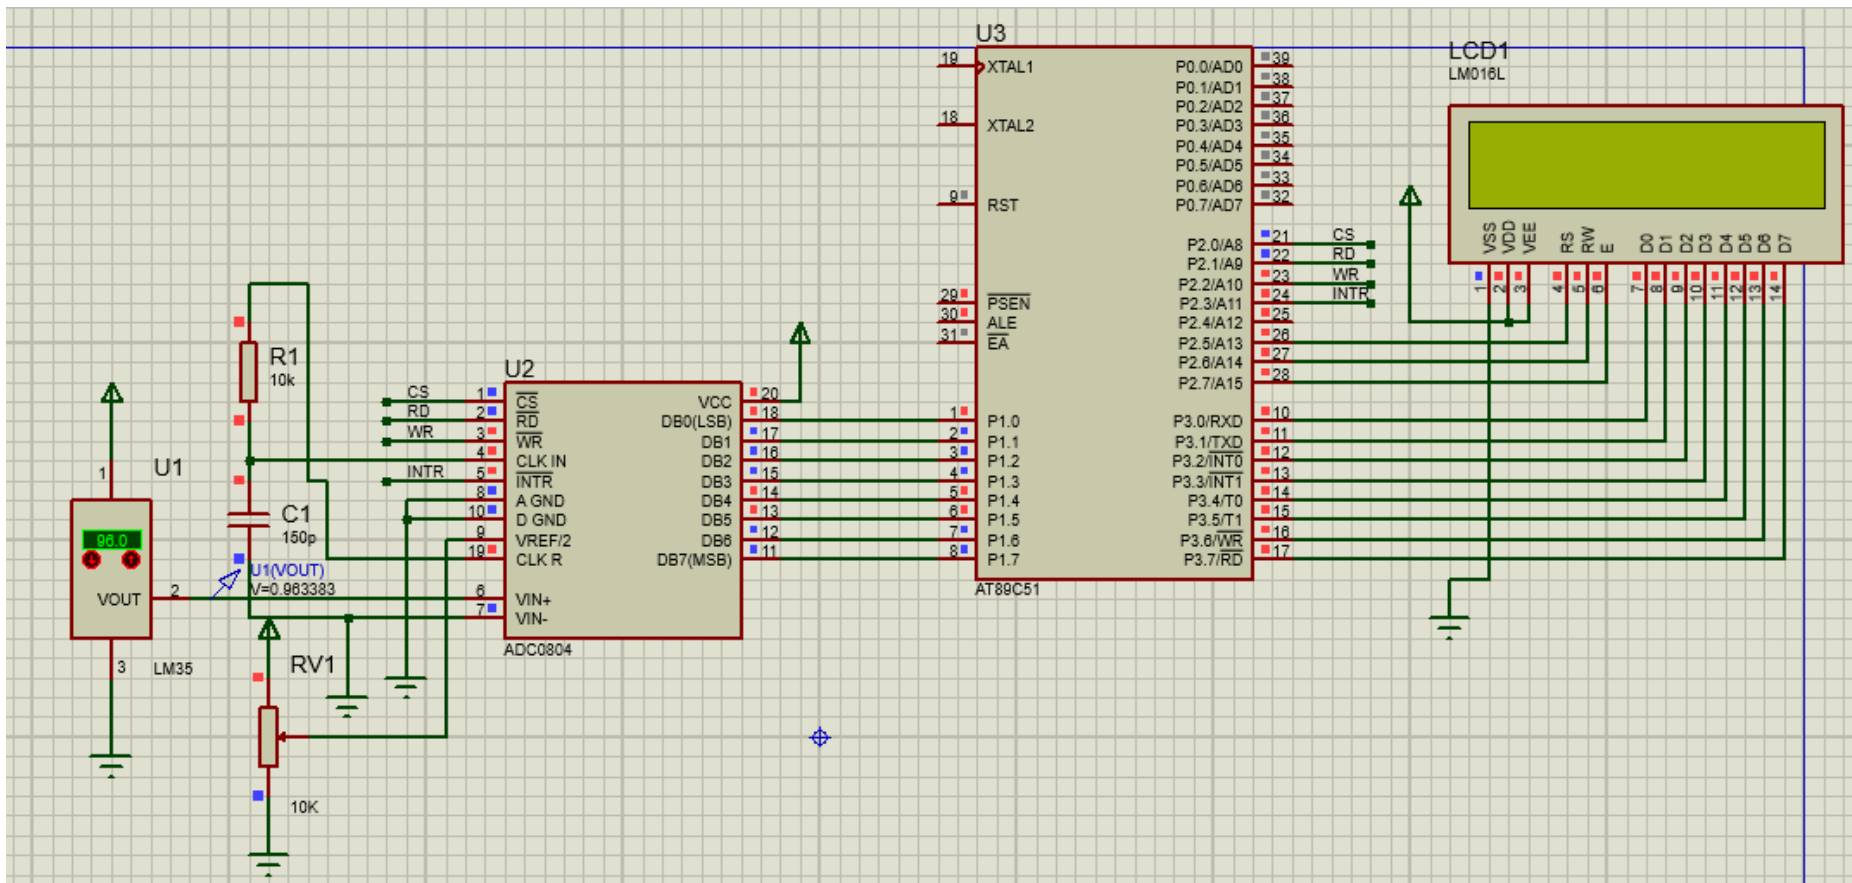 U1
1
96.0
VOUT
2
3
LM35
U1(VOUT)
V=0.963383
R1
10k
C1
150p
RV1
10K
U2
CS
RD
WR
INTR
1
2
3
4
5
8
10
9
19
6
7
CS
RD
WR
CLK IN
INTR
A GND
D GND
VREF/2
CLK R
VIN+
VIN-
VCC
DB0(LSB)
DB1
DB2
DB3
DB4
DB5
DB6
DB7(MSB)
20
18
17
16
15
14
13
12
11
ADC0804
U3
19
XTAL1
18
XTAL2
9
RST
29
PSEN
30
ALE
31
EA
1
P1.0
2
P1.1
3
P1.2
4
P1.3
5
P1.4
6
P1.5
7
P1.6
8
P1.7
P0.0/AD0
39
P0.1/AD1
38
P0.2/AD2
37
P0.3/AD3
36
P0.4/AD4
35
P0.5/AD5
34
P0.6/AD6
33
P0.7/AD7
32
P2.0/A8
21
CS
P2.1/A9
22
RD
P2.2/A10
23
WR
P2.3/A11
24
INTR
P2.4/A12
25
P2.5/A13
26
P2.6/A14
27
P2.7/A15
28
P3.0/RXD
10
P3.1/TXD
11
P3.2/INT0
12
P3.3/INT1
13
P3.4/T0
14
P3.5/T1
15
P3.6/WR
16
P3.7/RD
17
AT89C51
LCD1
LM016L
VSS
VDD
VEE
RS
RW
E
D0
D1
D2
D3
D4
D5
D6
D7
1
2
3
4
5
6
7
8
9
10
11
12
13
14